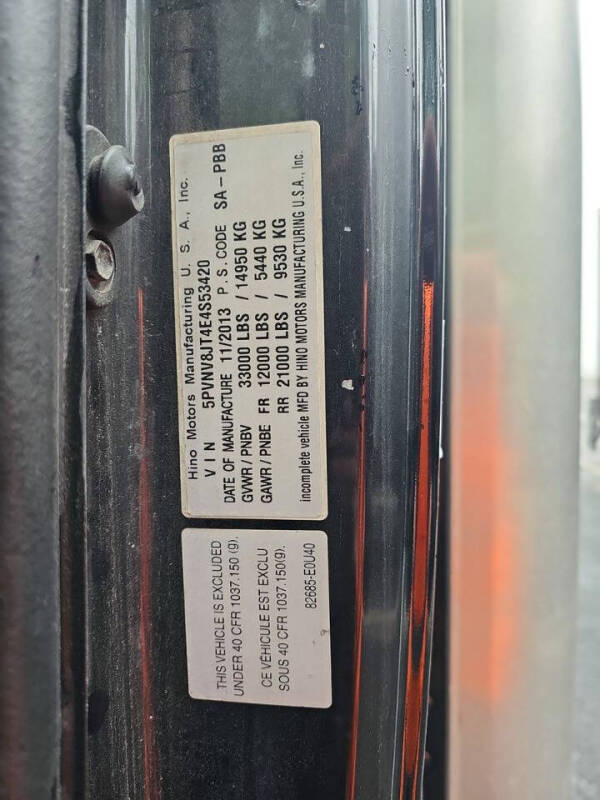 Hino Motors Manufacturing U. S. A., Inc.
VIN 5PVNV8JT4E4S53420
DATE OF MANUFACTURE 11/2013 P.S.CODE SA-PBB
GVWR/PNBV 33000 LBS / 14950 KG
GAWR/PNBE FR 12000 LBS / 5440 KG
RR 21000 LBS / 9530 KG
incomplete vehicle MFD BY HINO MOTORS MANUFACTURING U.S.A., Inc.
THIS VEHICLE IS EXCLUDED
UNDER 40 CFR 1037.150 (9).
CE VÉHICULE EST EXCLU
SOUS 40 CFR 1037.150(9).
82685-E0U40